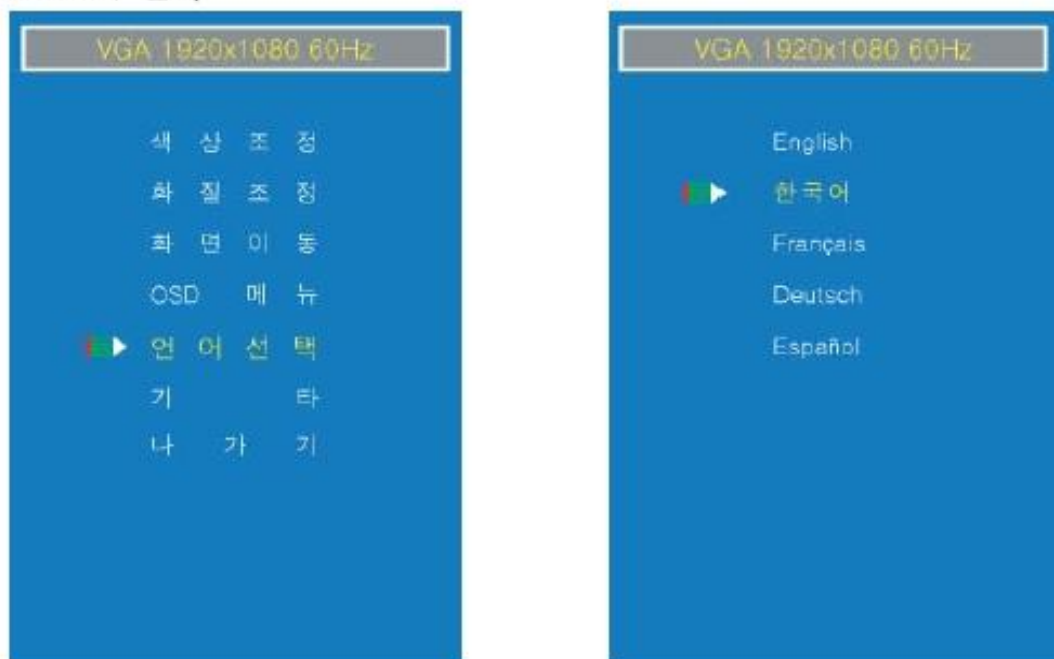 VGA 1920x1080 60Hz
색 상 조 정
화 질 조 정
화 면 이 동
OSD 메 뉴
언 어 선 택
기 타
나 가 기
VGA 1920x1080 60Hz
English
한국어
Français
Deutsch
Español